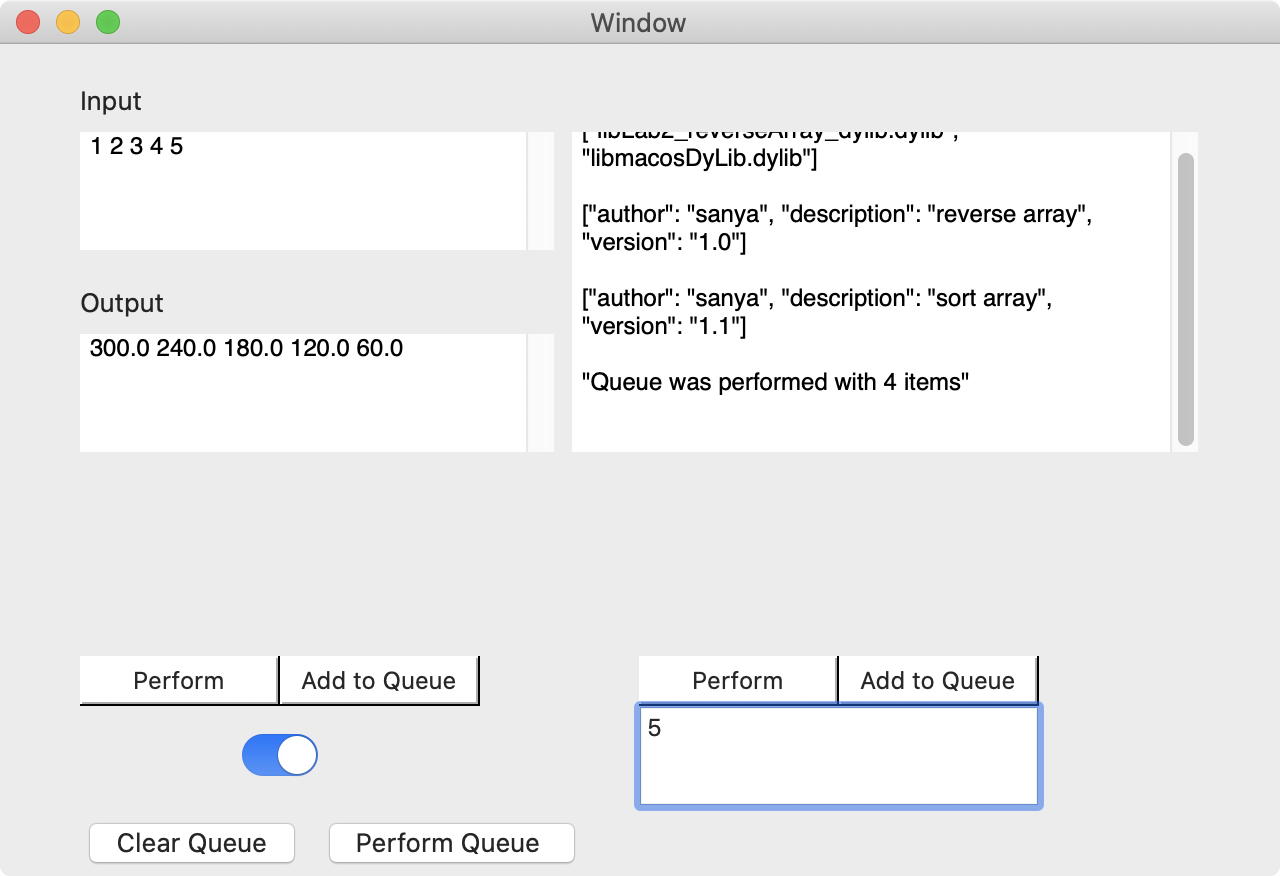 Window
Input
1 2 3 4 5
["libLab2_reverseArray_dylib.dylib",
"libmacosDyLib.dylib"]
["author": "sanya", "description": "reverse array",
"version": "1.0"]
["author": "sanya", "description": "sort array",
"version": "1.1"]
"Queue was performed with 4 items"
Output
300.0 240.0 180.0 120.0 60.0
Perform
Add to Queue
Perform
Add to Queue
5
Clear Queue
Perform Queue